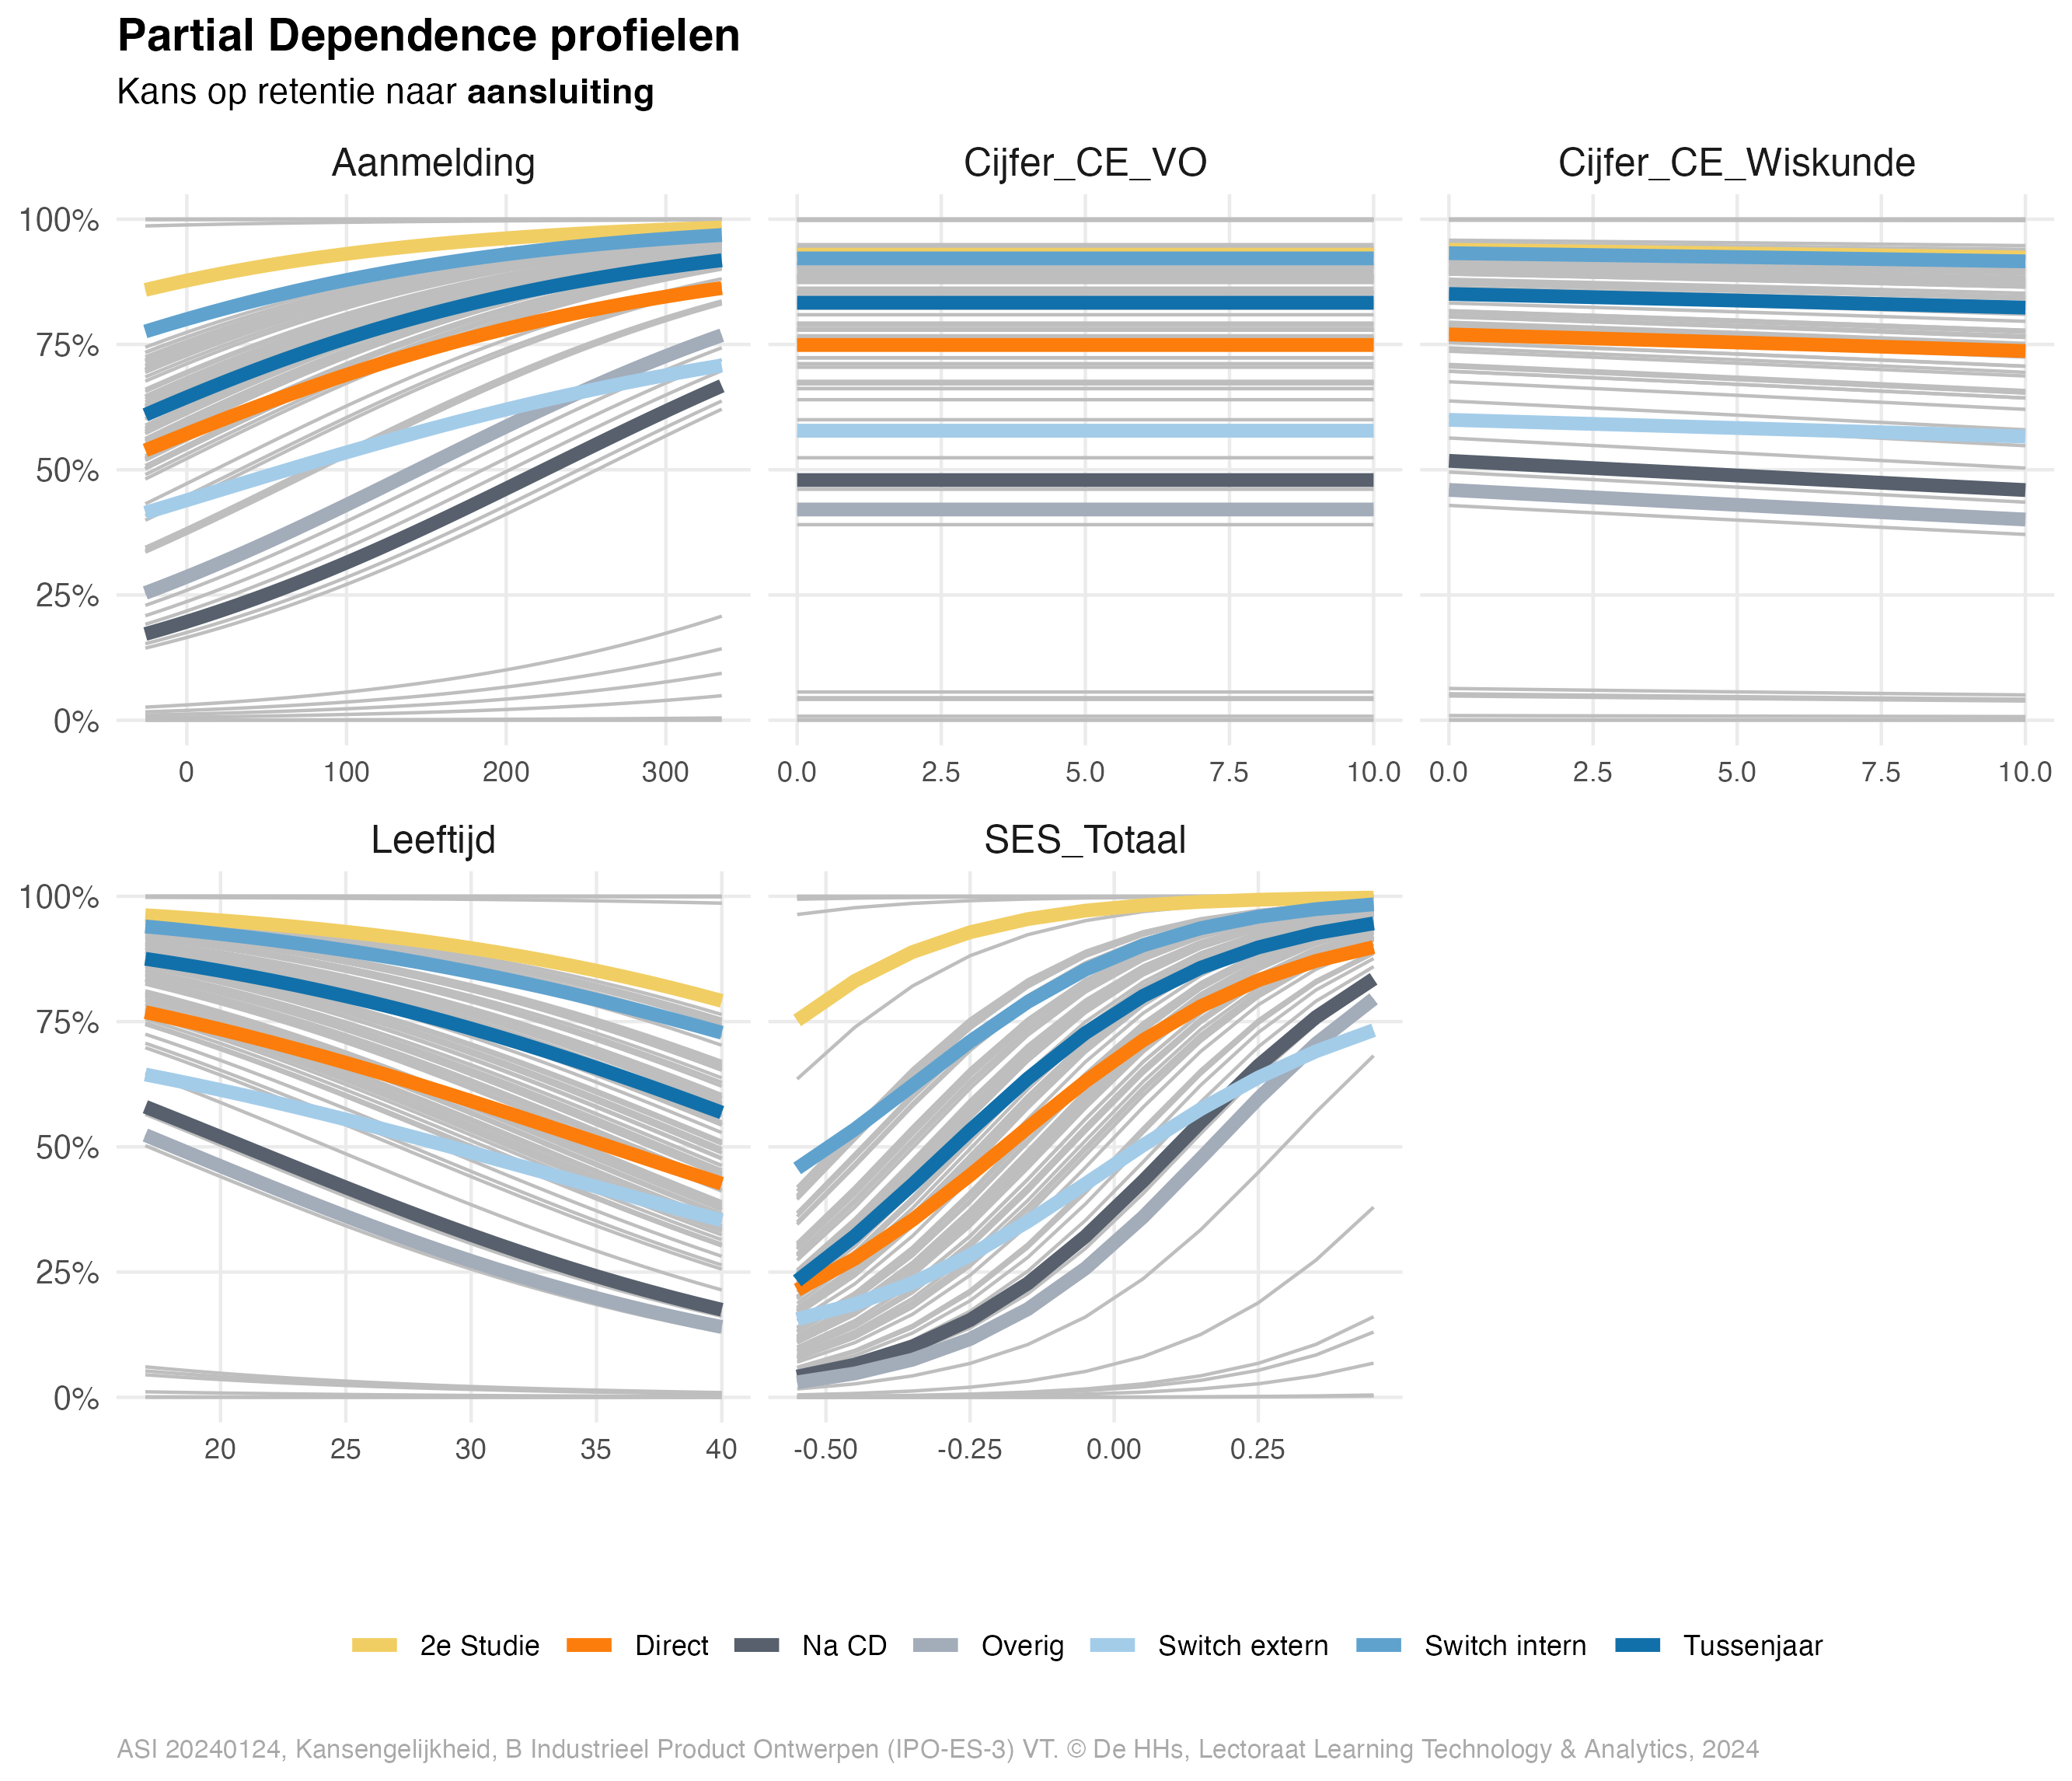 Partial Dependence profielen
Kans op retentie naar aansluiting
Aanmelding
Cijfer_CE_VO
Cijfer_CE_Wiskunde
100%
75%
50%
25%
0%
0 100 200 300
0.0 2.5 5.0 7.5 10.0
0.0 2.5 5.0 7.5 10.0
Leeftijd
SES_Totaal
100%
75%
50%
25%
0%
20 25 30 35 40
-0.50 -0.25 0.00 0.25
2e Studie Direct Na CD Overig Switch extern Switch intern Tussenjaar
ASI 20240124, Kansengelijkheid, B Industrieel Product Ontwerpen (IPO-ES-3) VT. © De HHs, Lectoraat Learning Technology & Analytics, 2024